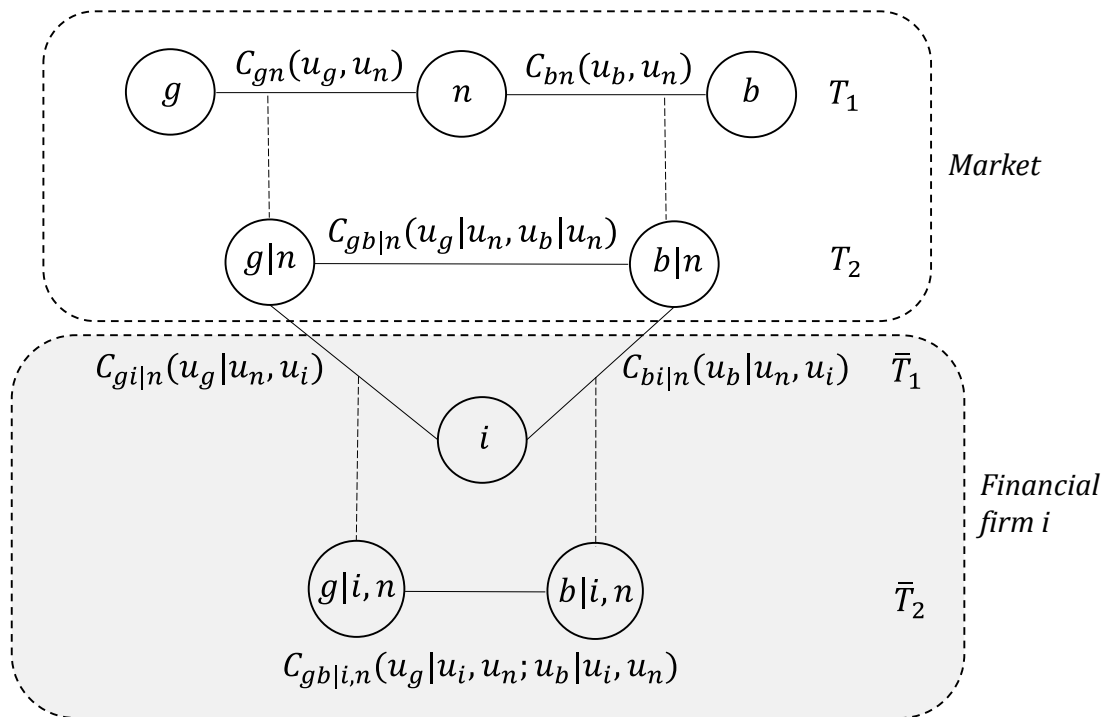 C_{gn}(u_g, u_n)
C_{bn}(u_b, u_n)
g
n
b
T_1
Market
C_{gb|n}(u_g|u_n, u_b|u_n)
g|n
b|n
T_2
C_{gi|n}(u_g|u_n, u_i)
C_{bi|n}(u_b|u_n, u_i)
T̄_1
i
Financial
firm i
g|i, n
b|i, n
T̄_2
C_{gb|i,n}(u_g|u_i, u_n; u_b|u_i, u_n)